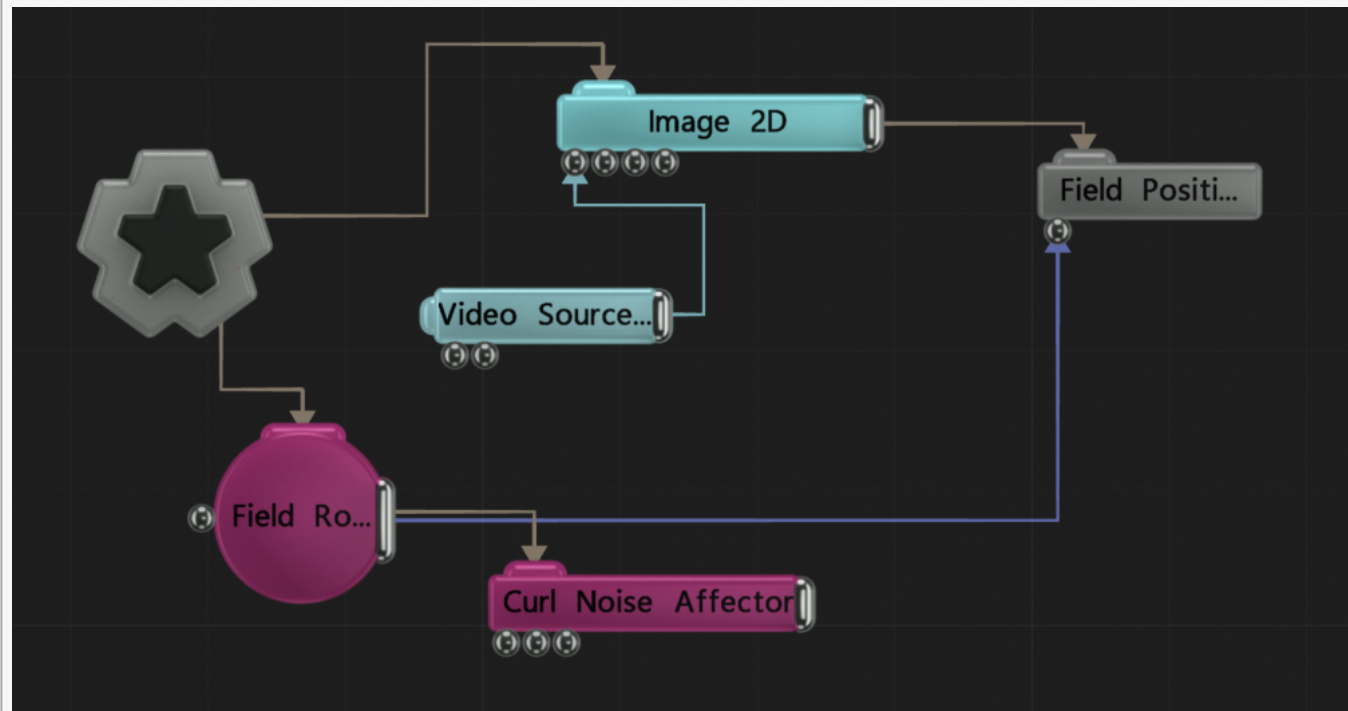 Image 2D
Field Positi...
Video Source...
Field Ro...
Curl Noise Affector